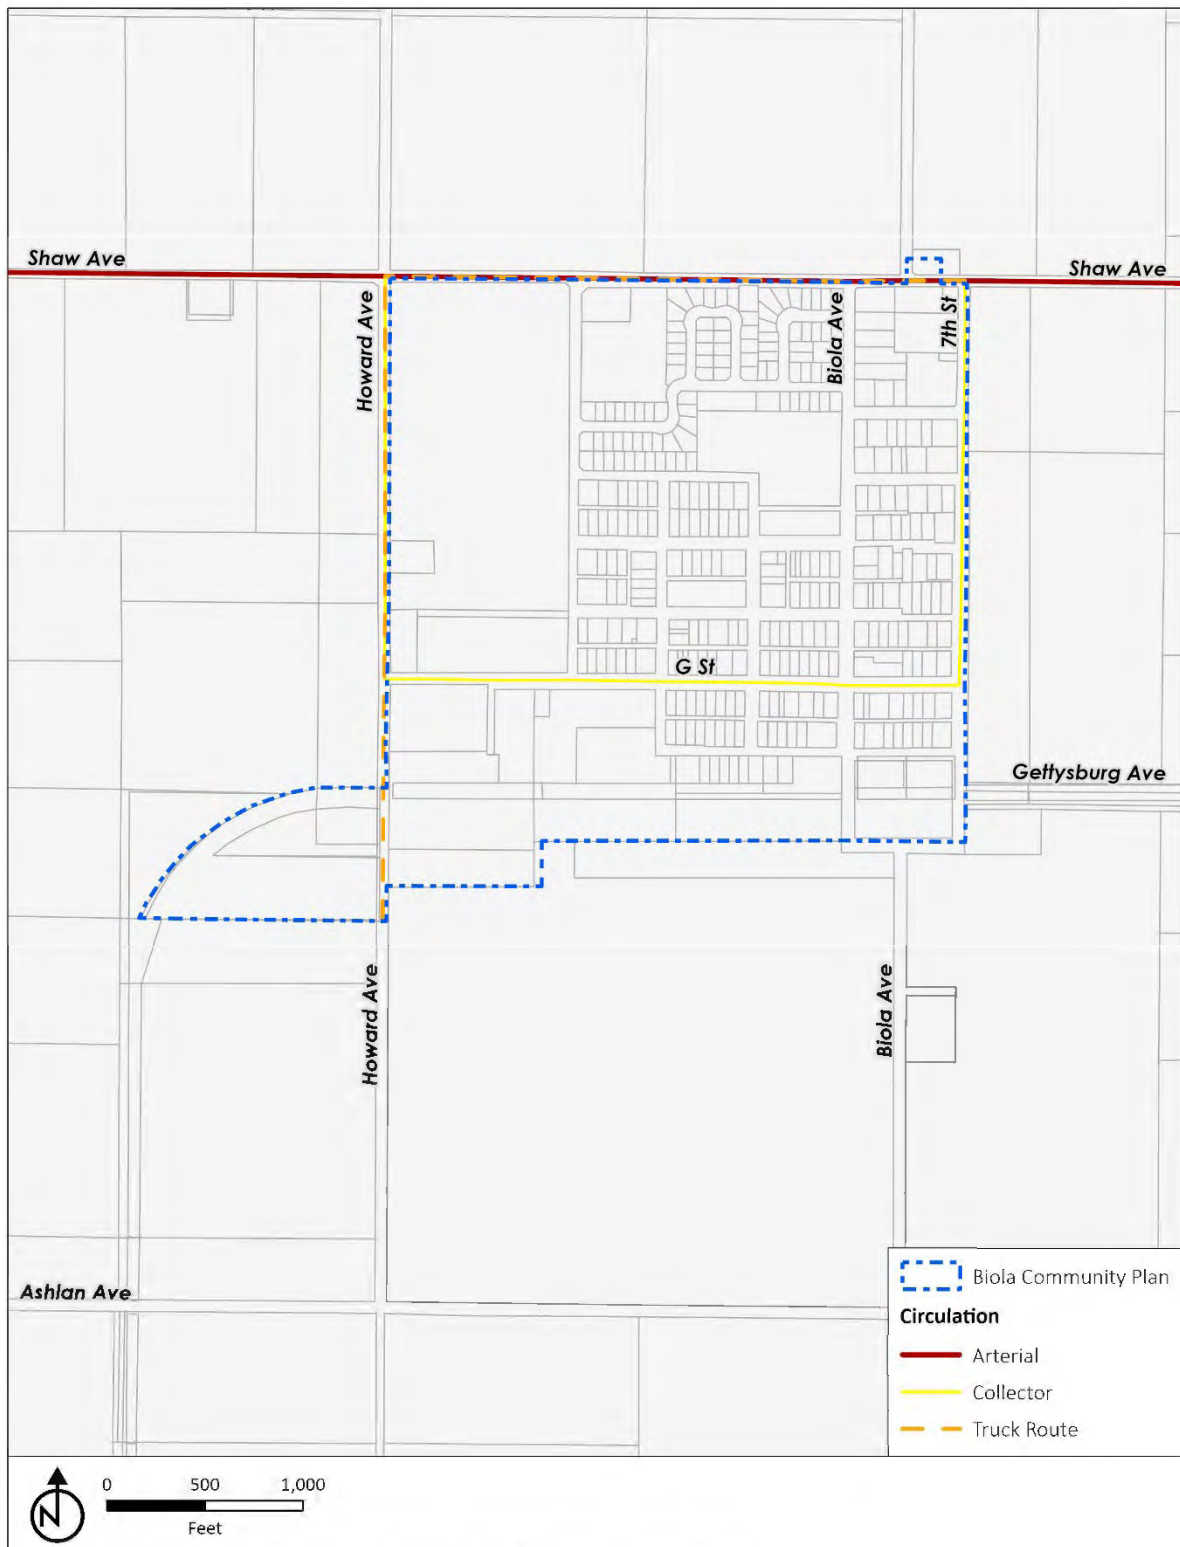 Shaw Ave
Shaw Ave
Howard Ave
Biola Ave
7th St
G St
Gettysburg Ave
Howard Ave
Biola Ave
Ashlan Ave
Biola Community Plan
Circulation
Arterial
Collector
Truck Route
N
0 500 1,000
Feet